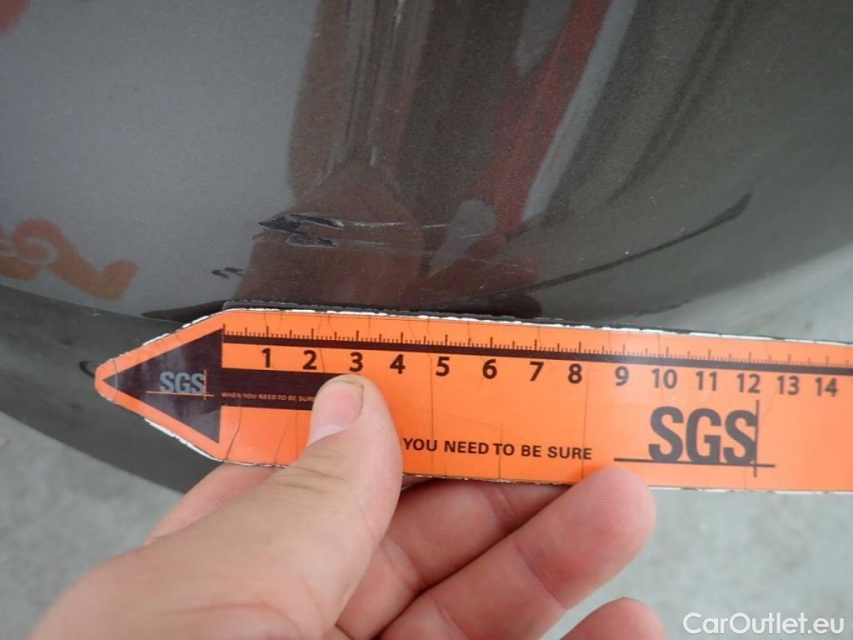 1 2 3 4 5 6 7 8 9 10 11 12 13 14
SGS
WHEN YOU NEED TO BE SURE
YOU NEED TO BE SURE
SGS
CarOutlet.eu